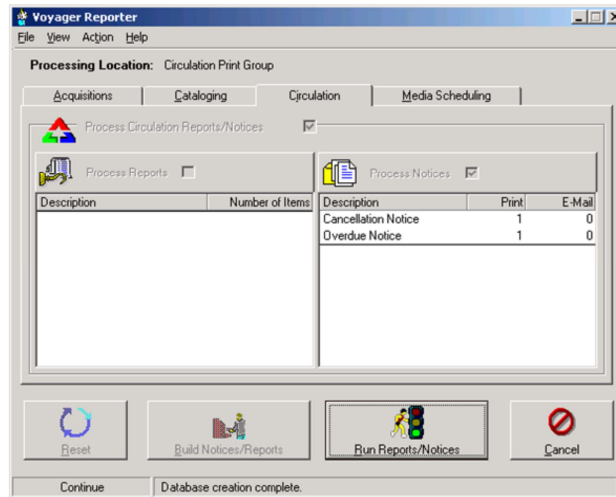 Voyager Reporter
File View Action Help
Processing Location: Circulation Print Group
Acquisitions Cataloging Circulation Media Scheduling
Process Circulation Reports/Notices
Process Reports Process Notices
Description Number of Items Description Print E-Mail
Cancellation Notice 1 0
Overdue Notice 1 0
Reset Build Notices/Reports Run Reports/Notices Cancel
Continue Database creation complete.